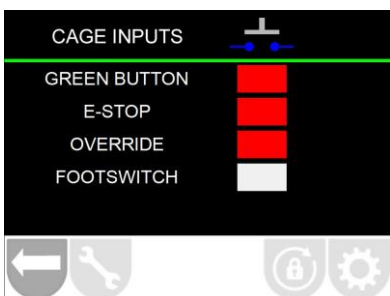 CAGE INPUTS
GREEN BUTTON
E-STOP
OVERRIDE
FOOTSWITCH